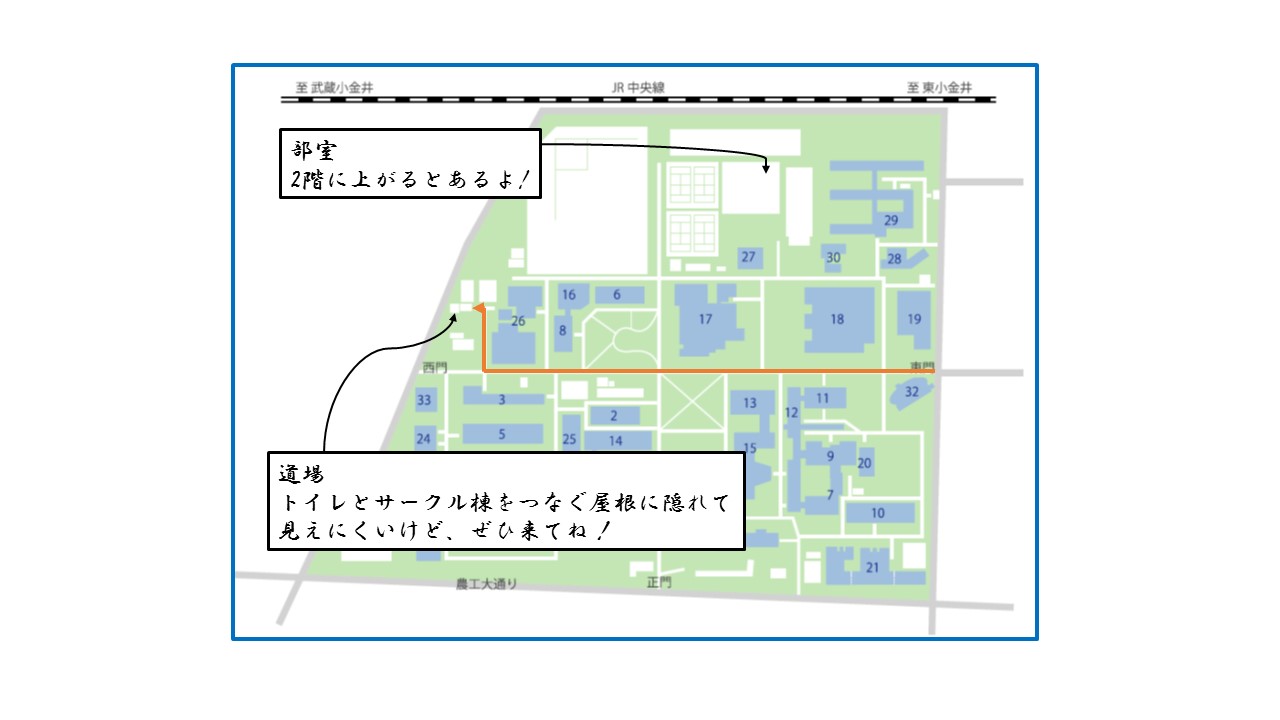 至 武蔵小金井
JR 中央線
至 東小金井
部室
2階に上がるとあるよ!
29
27
30
28
16
6
26
8
17
18
19
西門
東門
33
3
13
11
32
2
12
24
5
25
14
15
9
20
道場
トイレとサークル棟をつなぐ屋根に隠れて
見えにくいけど、ぜひ来てね!
7
10
21
農工大通り
正門